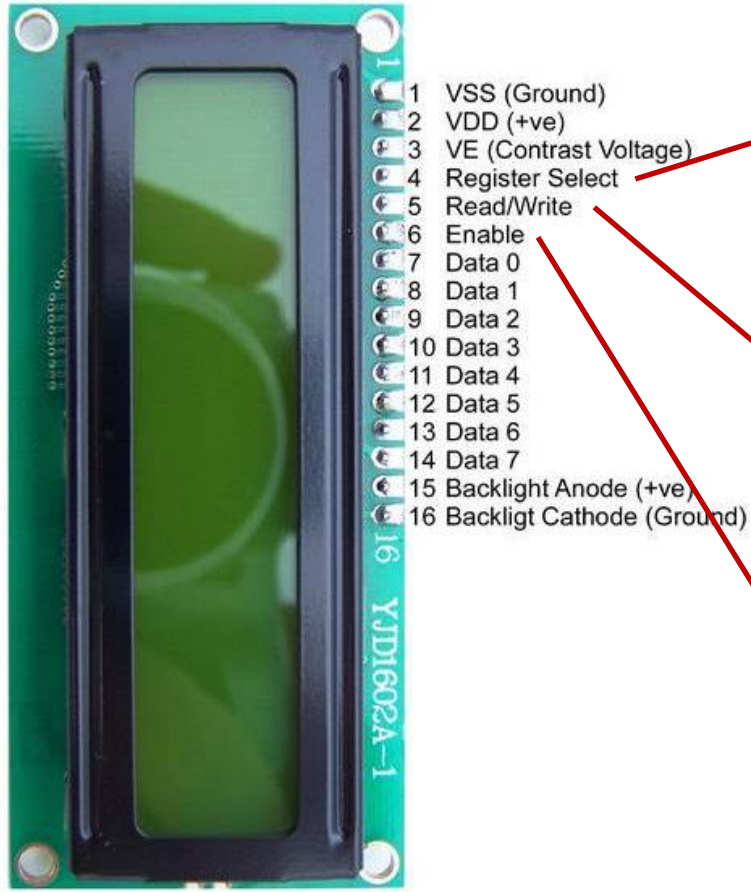 1
1 VSS (Ground)
2 VDD (+ve)
3 VE (Contrast Voltage)
4 Register Select
5 Read/Write
6 Enable
7 Data 0
8 Data 1
9 Data 2
10 Data 3
11 Data 4
12 Data 5
13 Data 6
14 Data 7
15 Backlight Anode (+ve)
16 Backligt Cathode (Ground)
16
YJD1602A-1